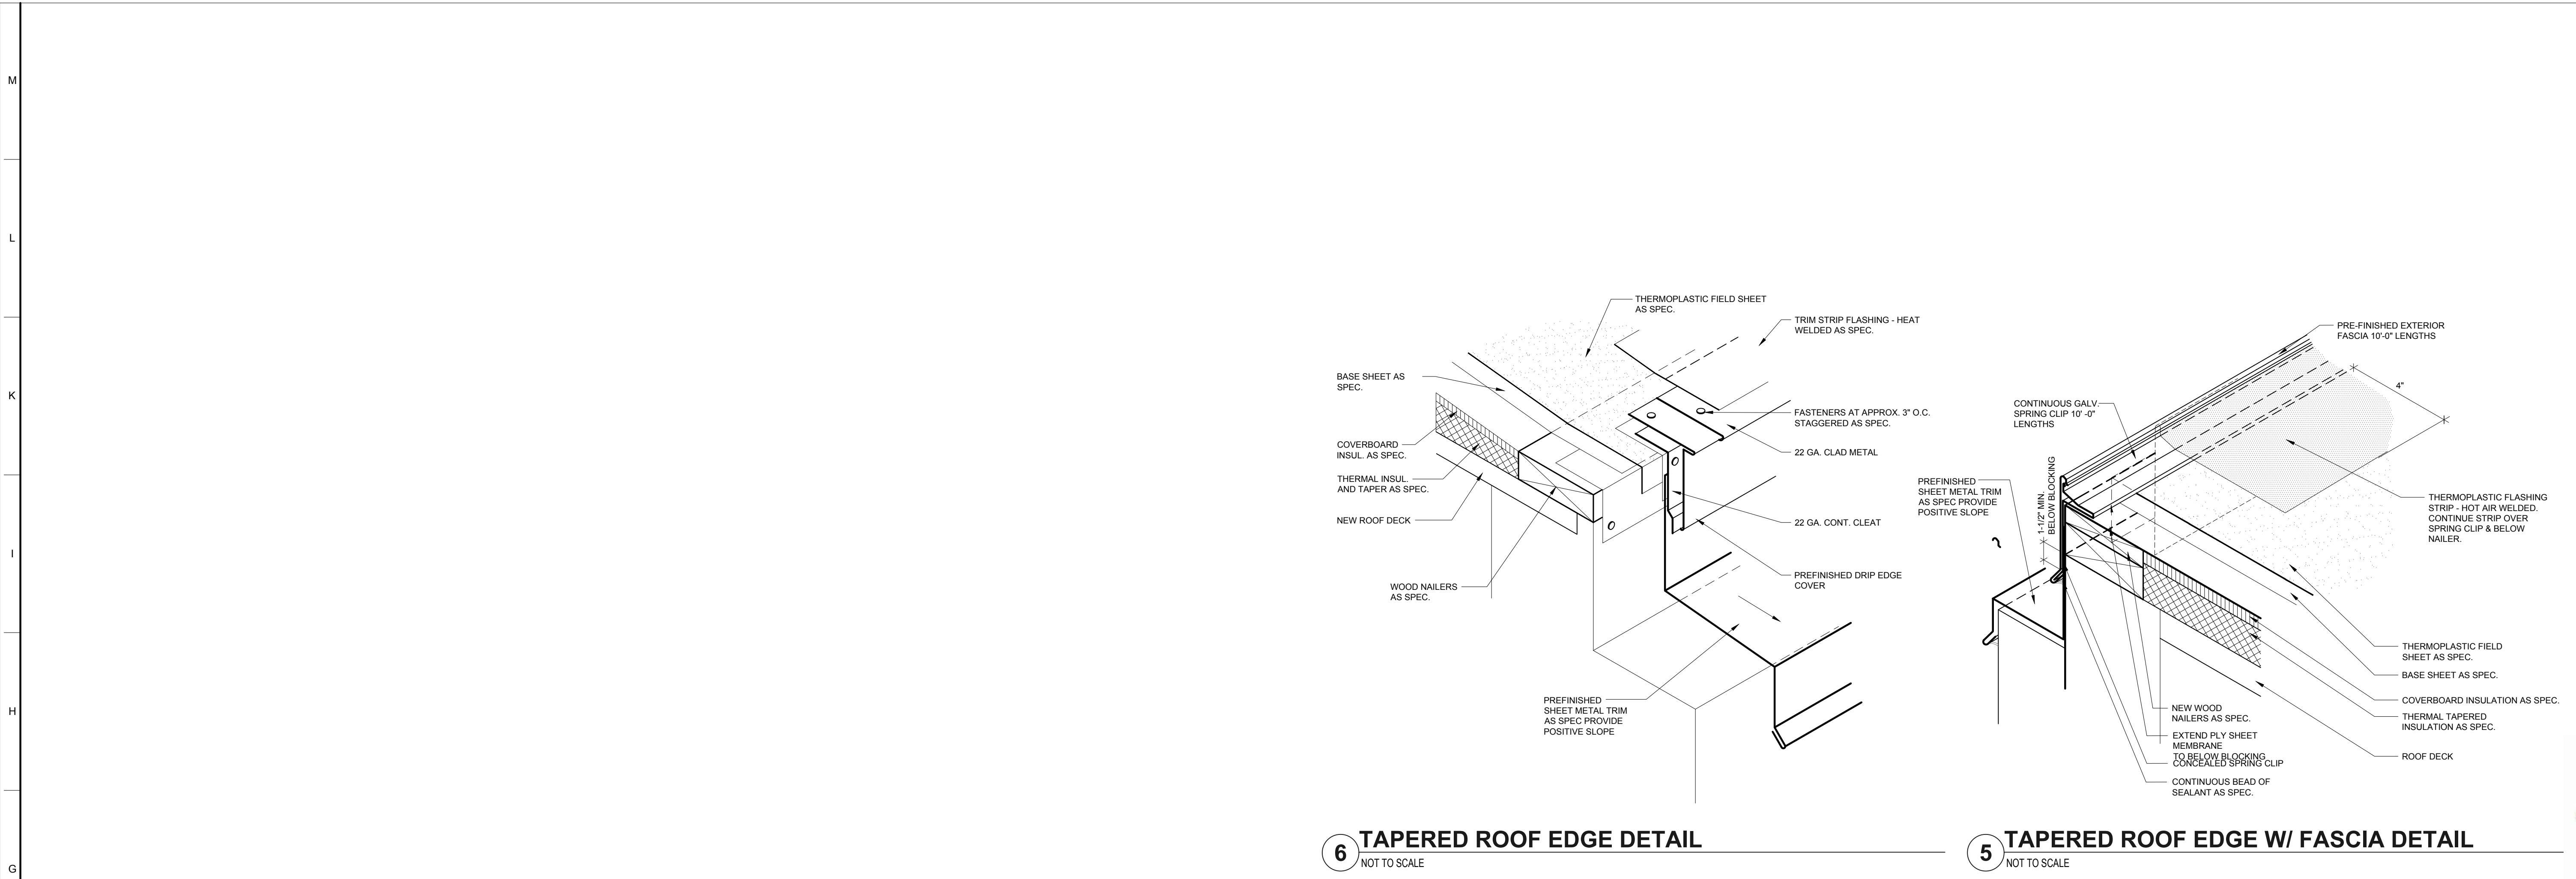 M
L
K
I
H
G
THERMOPLASTIC FIELD SHEET
AS SPEC.
TRIM STRIP FLASHING - HEAT
WELDED AS SPEC.
BASE SHEET AS
SPEC.
FASTENERS AT APPROX. 3" O.C.
STAGGERED AS SPEC.
COVERBOARD
INSUL. AS SPEC.
22 GA. CLAD METAL
THERMAL INSUL.
AND TAPER AS SPEC.
NEW ROOF DECK
22 GA. CONT. CLEAT
WOOD NAILERS
AS SPEC.
PREFINISHED DRIP EDGE
COVER
PREFINISHED
SHEET METAL TRIM
AS SPEC PROVIDE
POSITIVE SLOPE
6
TAPERED ROOF EDGE DETAIL
NOT TO SCALE
PRE-FINISHED EXTERIOR
FASCIA 10'-0" LENGTHS
4"
CONTINUOUS GALV.
SPRING CLIP 10' -0"
LENGTHS
1-1/2" MIN.
BELOW BLOCKING
PREFINISHED
SHEET METAL TRIM
AS SPEC PROVIDE
POSITIVE SLOPE
THERMOPLASTIC FLASHING
STRIP - HOT AIR WELDED.
CONTINUE STRIP OVER
SPRING CLIP & BELOW
NAILER.
THERMOPLASTIC FIELD
SHEET AS SPEC.
BASE SHEET AS SPEC.
COVERBOARD INSULATION AS SPEC.
THERMAL TAPERED
INSULATION AS SPEC.
ROOF DECK
NEW WOOD
NAILERS AS SPEC.
EXTEND PLY SHEET
MEMBRANE
TO BELOW BLOCKING
CONCEALED SPRING CLIP
CONTINUOUS BEAD OF
SEALANT AS SPEC.
5
TAPERED ROOF EDGE W/ FASCIA DETAIL
NOT TO SCALE